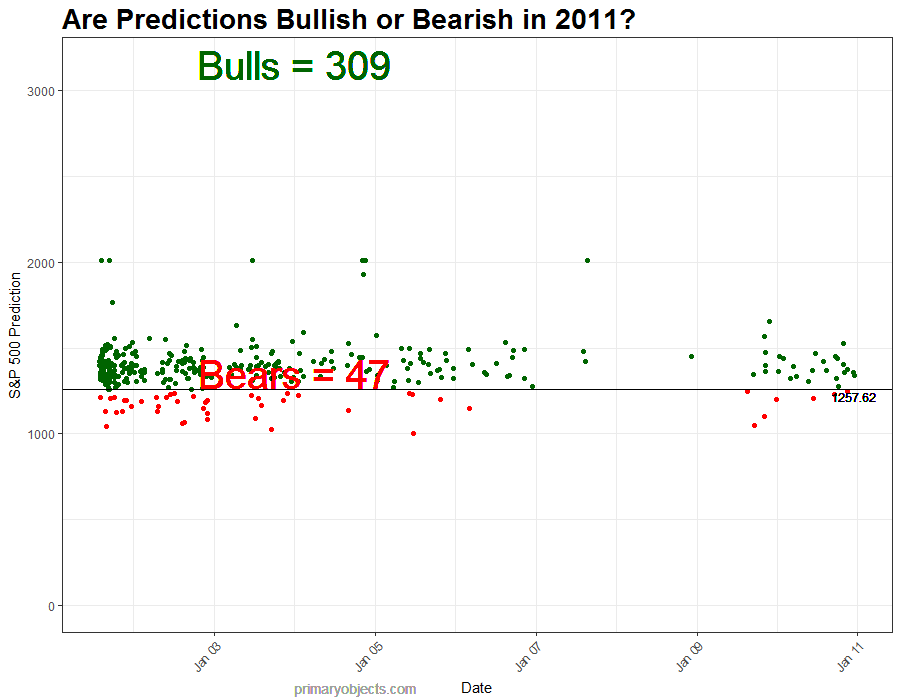 Are Predictions Bullish or Bearish in 2011?
Bulls = 309
3000
2000
Bears = 47
1257.62
1000
0
S&P 500 Prediction
Jan 03
Jan 05
Jan 07
Jan 09
Jan 11
Date
primaryobjects.com